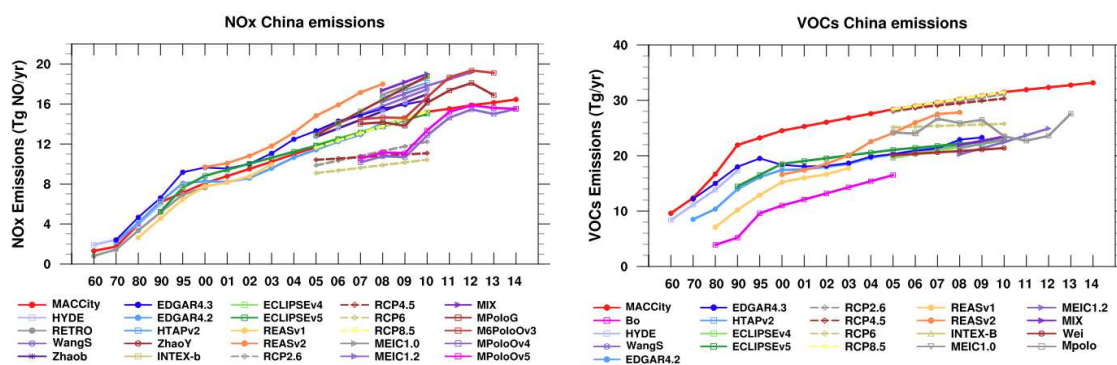 NOx China emissions
NOx Emissions (Tg NO/yr)
20
16
12
8
4
0
60 70 80 90 95 00 01 02 03 04 05 06 07 08 09 10 11 12 13 14
MACCity EDGAR4.3 ECLIPSEv4 RCP4.5 MIX
HYDE EDGAR4.2 ECLIPSEv5 RCP6 MPoloG
RETRO HTAPv2 REASv1 RCP8.5 M6PoloOv3
WangS ZhaoY REASv2 MEIC1.0 MPoloOv4
Zhaob INTEX-b RCP2.6 MEIC1.2 MPoloOv5
VOCs China emissions
VOCs Emissions (Tg/yr)
40
30
20
10
0
60 70 80 90 95 00 01 02 03 04 05 06 07 08 09 10 11 12 13 14
MACCity EDGAR4.3 RCP2.6 REASv1 MEIC1.2
Bo HTAPv2 RCP4.5 REASv2 MIX
HYDE ECLIPSEv4 RCP6 INTEX-B Wei
WangS ECLIPSEv5 RCP8.5 MEIC1.0 Mpolo
EDGAR4.2